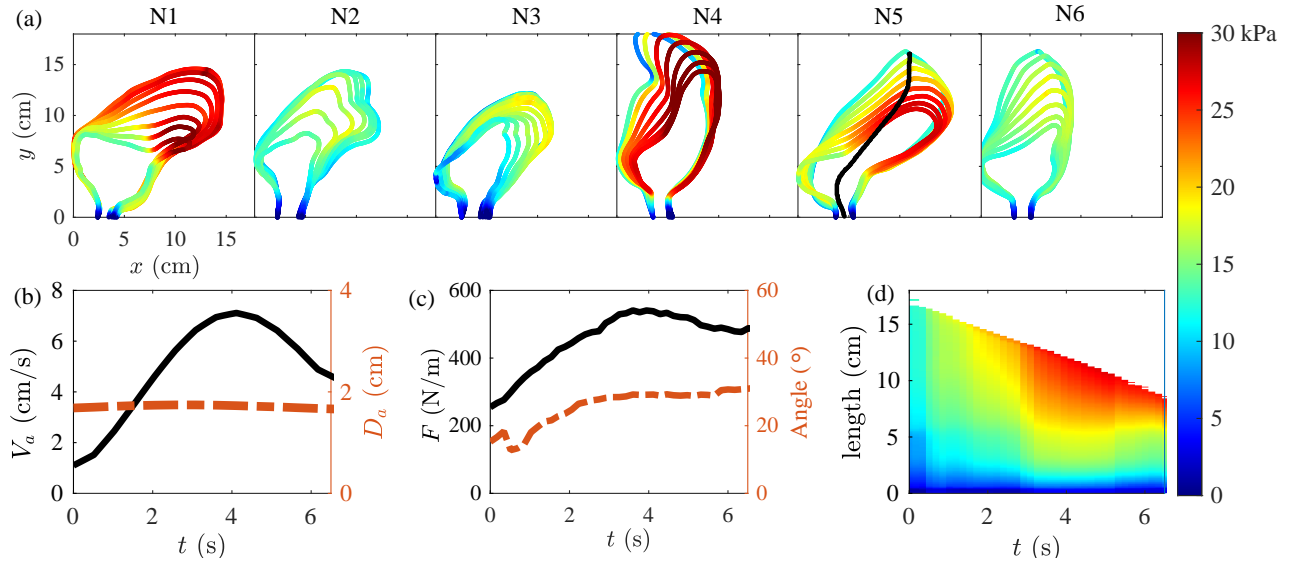 (a) N1 N2 N3 N4 N5 N6
30 kPa
25
20
15
10
5
0
y (cm)
15
10
5
0
0 5 10 15
x (cm)
(b)
V_a (cm/s)
8
6
4
2
0
D_a (cm)
4
2
0
0 2 4 6
t (s)
(c)
F (N/m)
600
400
200
0
Angle (°)
60
40
20
0
0 2 4 6
t (s)
(d)
length (cm)
15
10
5
0
0 2 4 6
t (s)